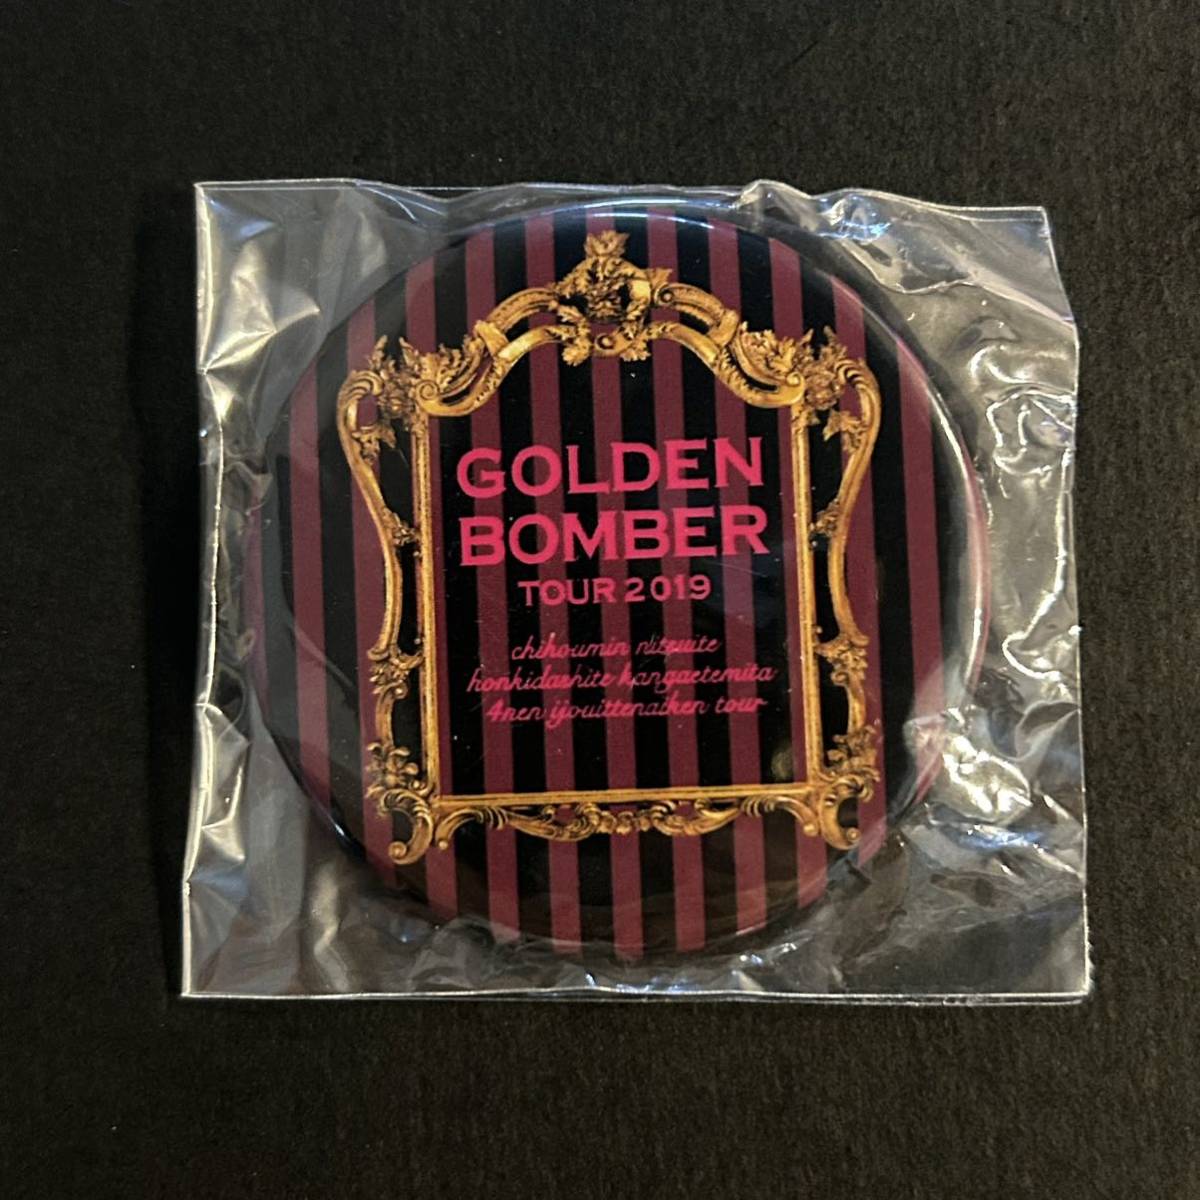 GOLDEN
BOMBER
TOUR 2019
chihoumin nitsuite
honkidashite kangaetemita
4nen ijouittenaiken tour